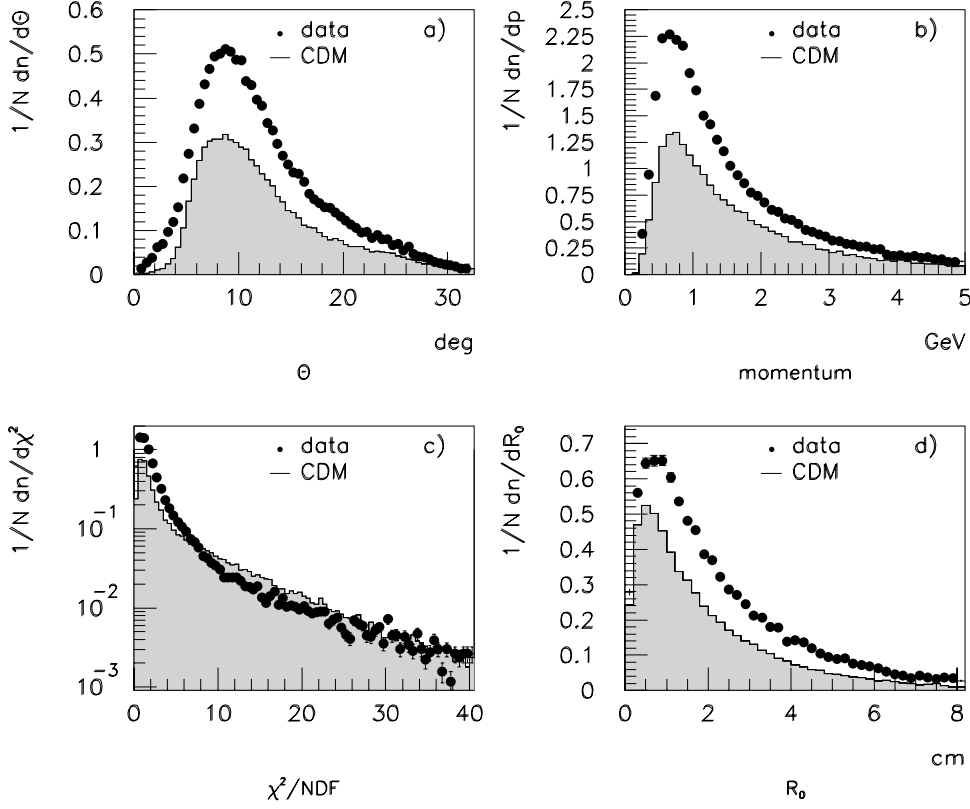 1/N dn/dΘ
0.6
0.5
0.4
0.3
0.2
0.1
0
data
CDM
a)
0 10 20 30
deg
Θ
1/N dn/dp
2.5
2.25
2
1.75
1.5
1.25
1
0.75
0.5
0.25
0
data
CDM
b)
0 1 2 3 4 5
GeV
momentum
1/N dn/dχ²
1
10⁻¹
10⁻²
10⁻³
data
CDM
c)
0 10 20 30 40
χ²/NDF
1/N dn/dR₀
0.7
0.6
0.5
0.4
0.3
0.2
0.1
0
data
CDM
d)
0 2 4 6 8
cm
R₀